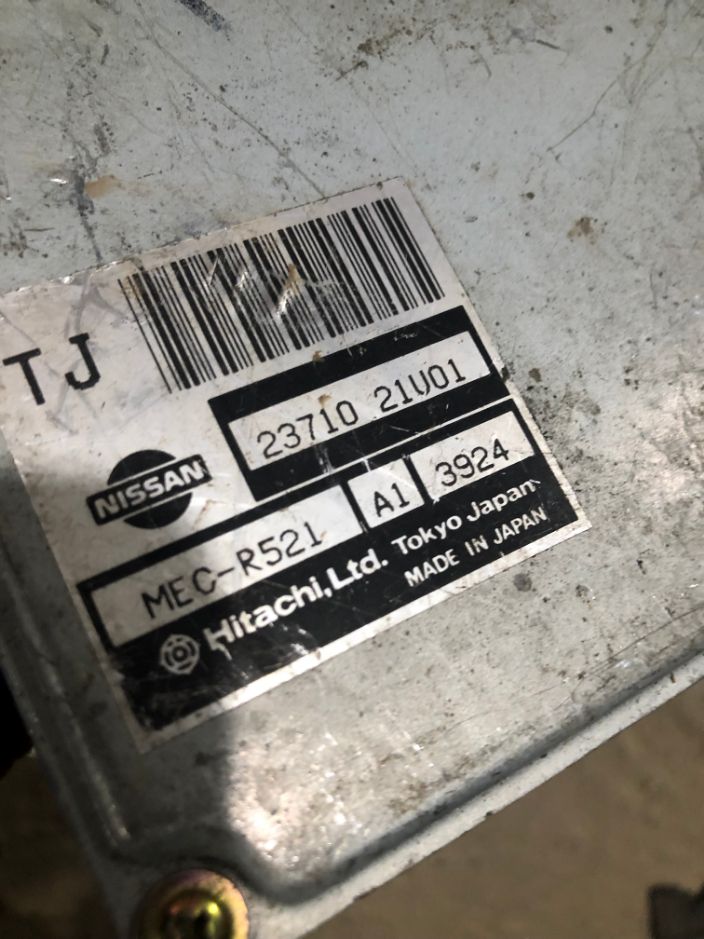 TJ
23710 21U01
NISSAN
MEC-R521 A1 3924
Hitachi, Ltd. Tokyo Japan
MADE IN JAPAN